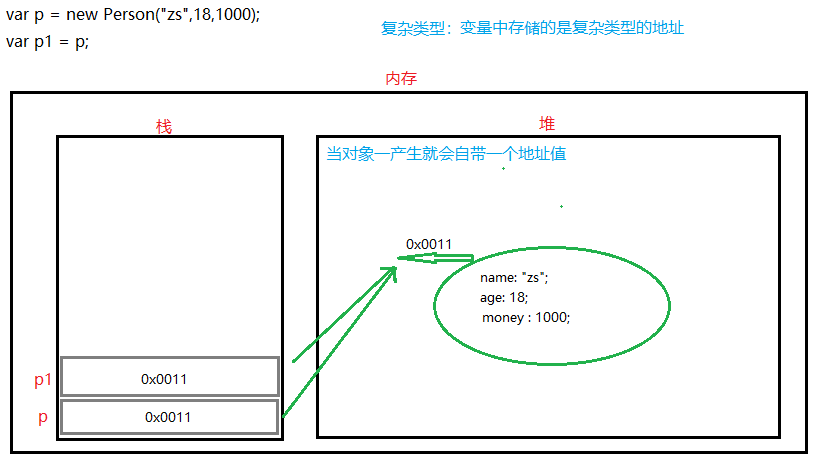 var p = new Person("zs",18,1000);
复杂类型：变量中存储的是复杂类型的地址
var p1 = p;
内存
栈
堆
当对象一产生就会自带一个地址值
0x0011
name: "zs";
age: 18;
money : 1000;
p1
0x0011
p
0x0011